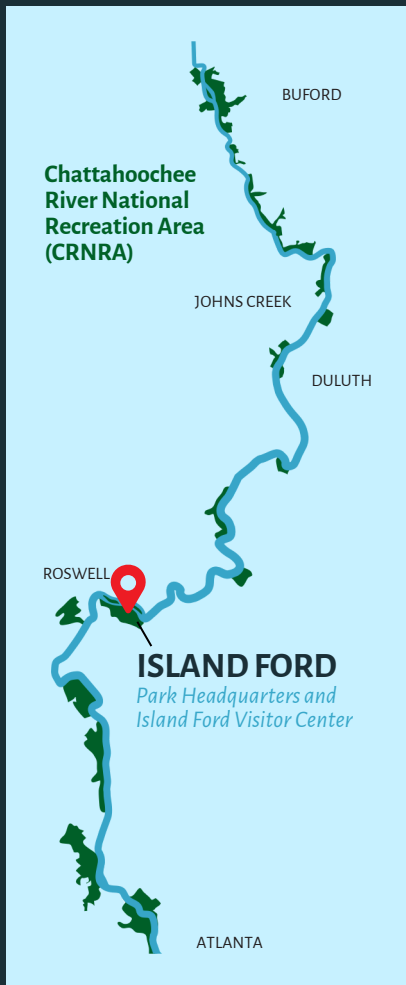 BUFORD
Chattahoochee
River National
Recreation Area
(CRNRA)
JOHNS CREEK
DULUTH
ROSWELL
ISLAND FORD
Park Headquarters and
Island Ford Visitor Center
ATLANTA